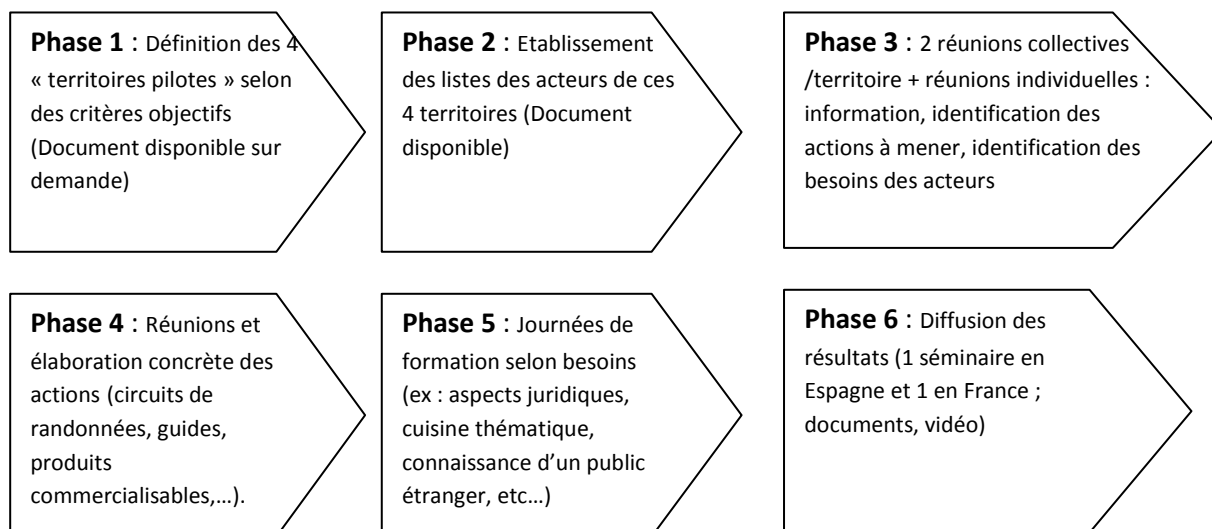 Phase 1 : Définition des 4
« territoires pilotes » selon
des critères objectifs
(Document disponible sur
demande)
Phase 2 : Etablissement
des listes des acteurs de ces
4 territoires (Document
disponible)
Phase 3 : 2 réunions collectives
/territoire + réunions individuelles :
information, identification des
actions à mener, identification des
besoins des acteurs
Phase 4 : Réunions et
élaboration concrète des
actions (circuits de
randonnées, guides,
produits
commercialisables,…).
Phase 5 : Journées de
formation selon besoins
(ex : aspects juridiques,
cuisine thématique,
connaissance d’un public
étranger, etc…)
Phase 6 : Diffusion des
résultats (1 séminaire en
Espagne et 1 en France ;
documents, vidéo)